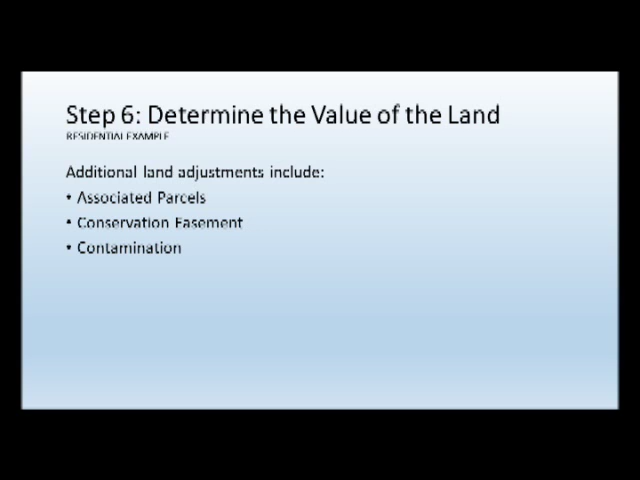 Step 6: Determine the Value of the Land
RESIDENTIAL EXAMPLE
Additional land adjustments include:
• Associated Parcels
• Conservation Easement
• Contamination